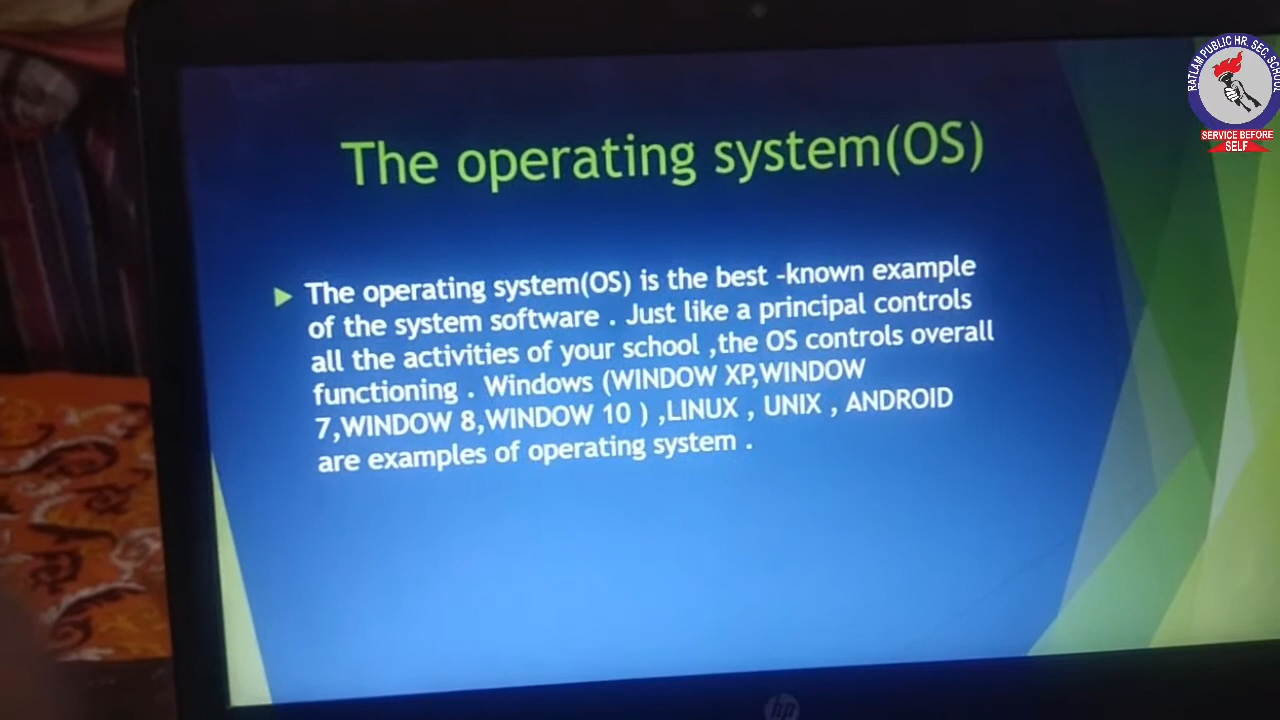 RATLAM PUBLIC HR. SEC. SCHOOL
SERVICE BEFORE
SELF
The operating system(OS)
The operating system(OS) is the best -known example
of the system software . Just like a principal controls
all the activities of your school ,the OS controls overall
functioning . Windows (WINDOW XP,WINDOW
7,WINDOW 8,WINDOW 10 ) ,LINUX , UNIX , ANDROID
are examples of operating system .
hp